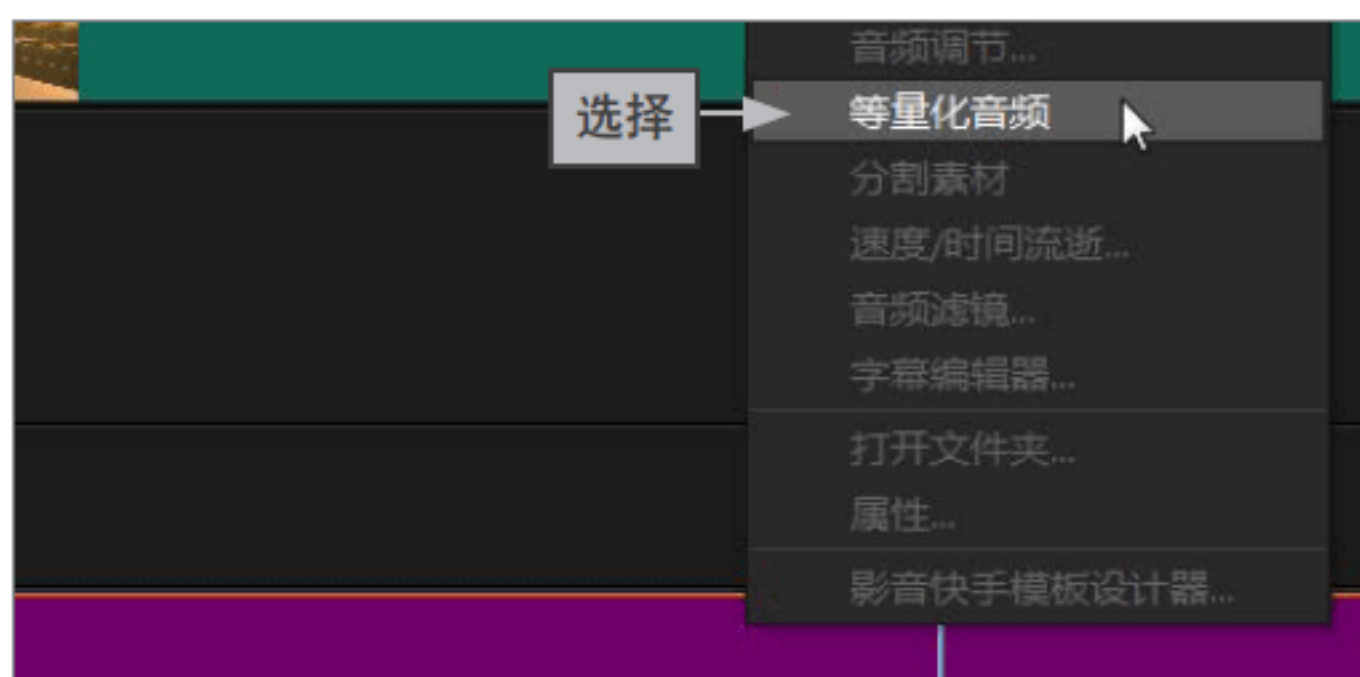 音频调节...
选择
等量化音频
分割素材
速度/时间流逝...
音频滤镜...
字幕编辑器...
打开文件夹...
属性...
影音快手模板设计器...